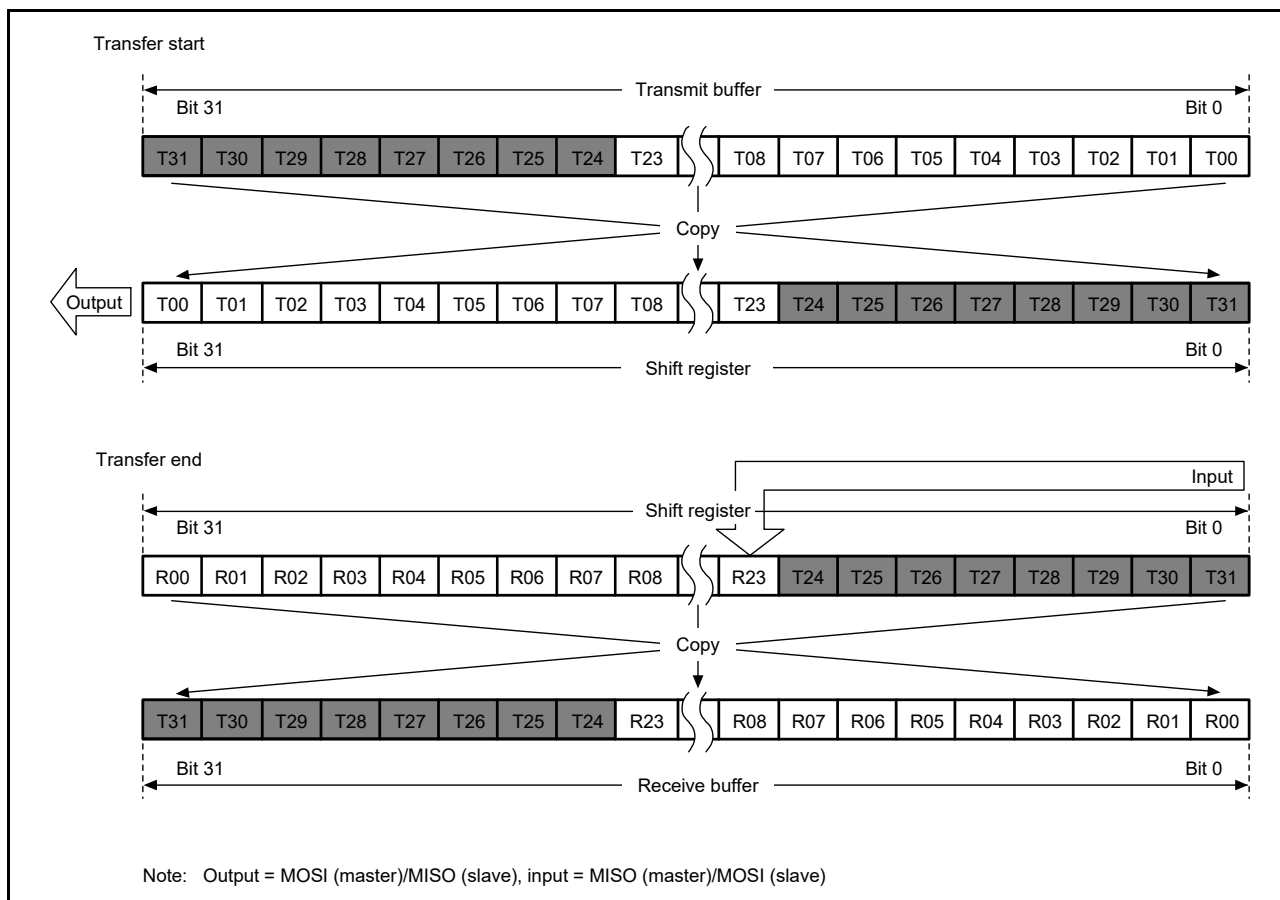 Transfer start
Transmit buffer
Bit 31 Bit 0
T31 T30 T29 T28 T27 T26 T25 T24 T23 T08 T07 T06 T05 T04 T03 T02 T01 T00
Copy
Output T00 T01 T02 T03 T04 T05 T06 T07 T08 T23 T24 T25 T26 T27 T28 T29 T30 T31
Bit 31 Bit 0
Shift register
Transfer end
Input
Shift register
Bit 31 Bit 0
R00 R01 R02 R03 R04 R05 R06 R07 R08 R23 T24 T25 T26 T27 T28 T29 T30 T31
Copy
T31 T30 T29 T28 T27 T26 T25 T24 R23 R08 R07 R06 R05 R04 R03 R02 R01 R00
Bit 31 Bit 0
Receive buffer
Note: Output = MOSI (master)/MISO (slave), input = MISO (master)/MOSI (slave)